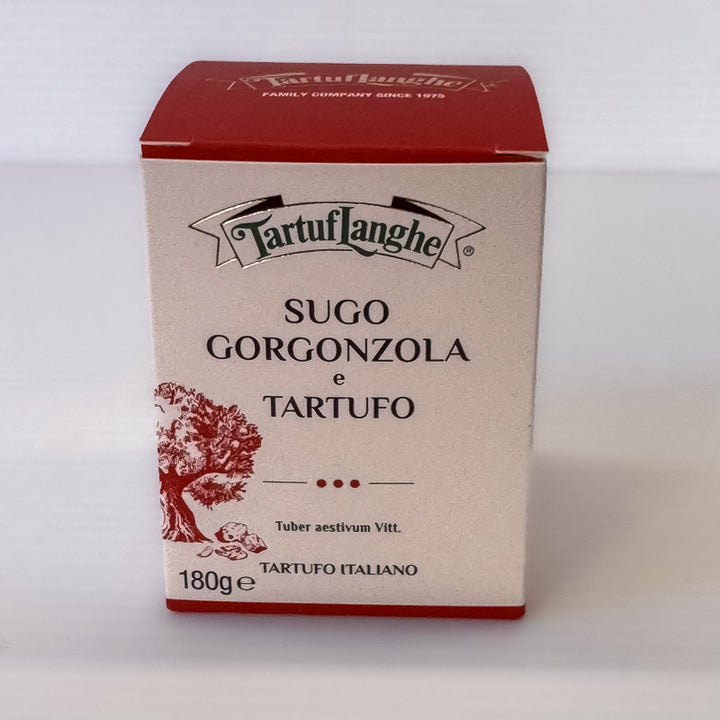 TartufLanghe
FAMILY COMPANY SINCE 1975
TartufLanghe®
SUGO
GORGONZOLA
e
TARTUFO
Tuber aestivum Vitt.
TARTUFO ITALIANO
180g℮